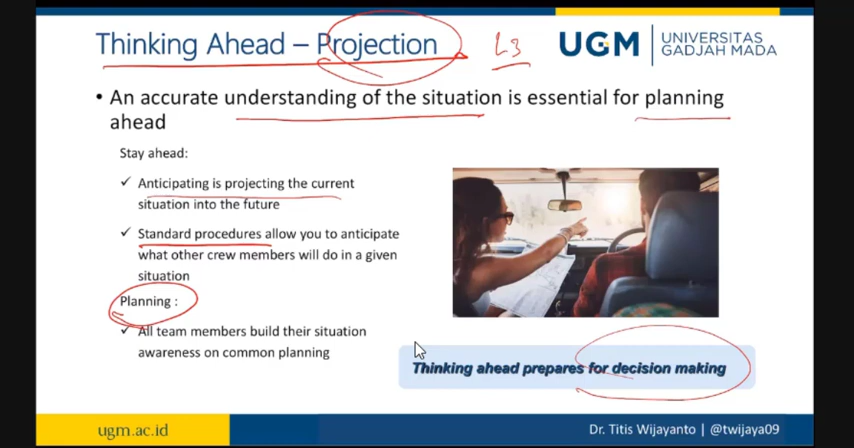 Thinking Ahead – Projection
L3
UGM
UNIVERSITAS
GADJAH MADA
• An accurate understanding of the situation is essential for planning
ahead
Stay ahead:
✓ Anticipating is projecting the current
situation into the future
✓ Standard procedures allow you to anticipate
what other crew members will do in a given
situation
Planning :
✓ All team members build their situation
awareness on common planning
Thinking ahead prepares for decision making
ugm.ac.id
Dr. Titis Wijayanto | @twijaya09